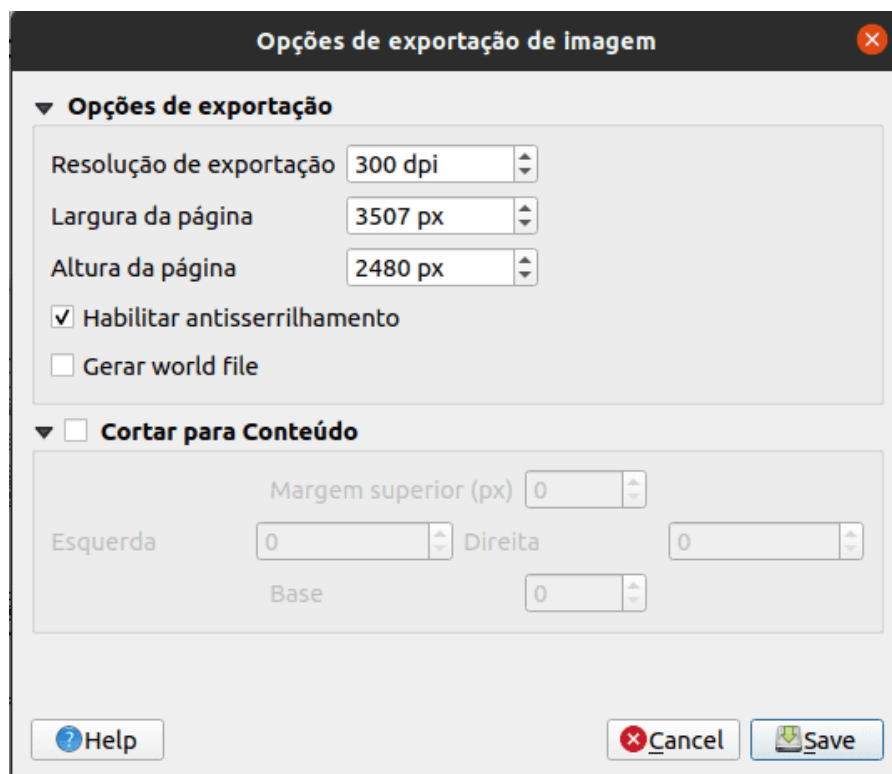 Opções de exportação de imagem
Opções de exportação
Resolução de exportação 300 dpi
Largura da página 3507 px
Altura da página 2480 px
Habilitar antisserrilhamento
Gerar world file
Cortar para Conteúdo
Margem superior (px) 0
Esquerda 0 Direita 0
Base 0
Help Cancel Save